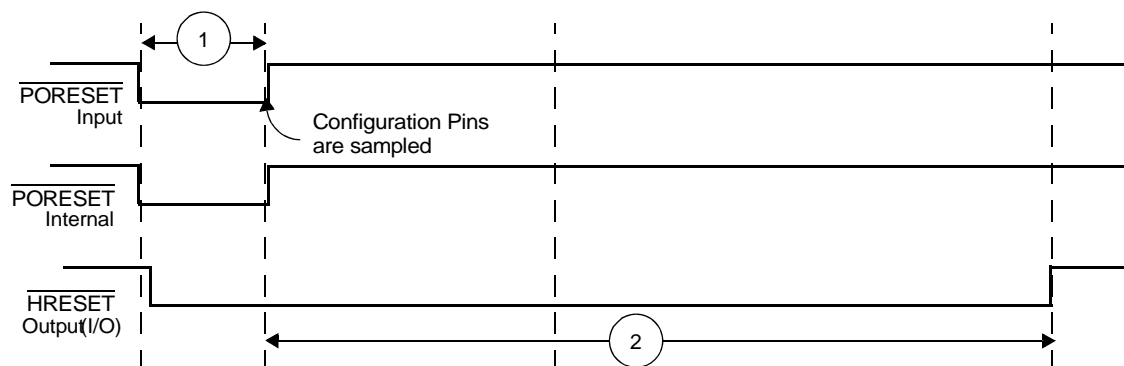 1
PORESET
Input
Configuration Pins
are sampled
PORESET
Internal
HRESET
Output(I/O)
2